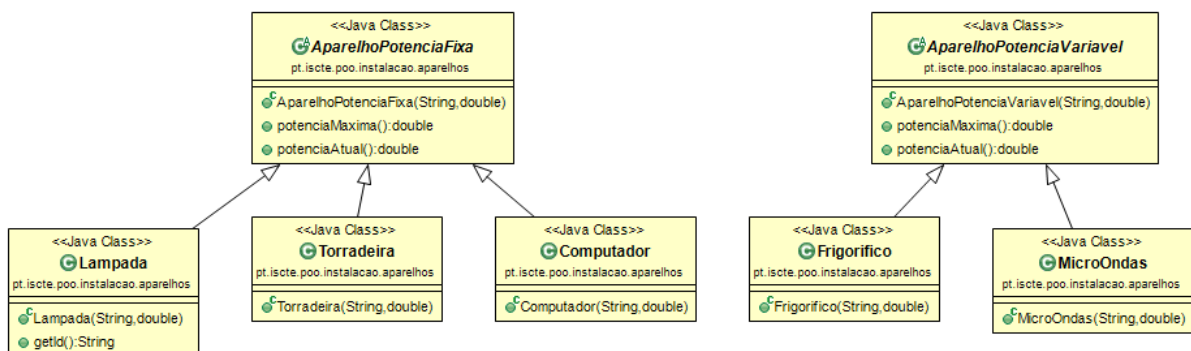 <<Java Class>>
AparelhoPotenciaFixa
pt.iscte.poo.instalacao.aparelhos
AparelhoPotenciaFixa(String,double)
potenciaMaxima():double
potenciaAtual():double
<<Java Class>>
AparelhoPotenciaVariavel
pt.iscte.poo.instalacao.aparelhos
AparelhoPotenciaVariavel(String,double)
potenciaMaxima():double
potenciaAtual():double
<<Java Class>>
Lampada
pt.iscte.poo.instalacao.aparelhos
Lampada(String,double)
getId():String
<<Java Class>>
Torradeira
pt.iscte.poo.instalacao.aparelhos
Torradeira(String,double)
<<Java Class>>
Computador
pt.iscte.poo.instalacao.aparelhos
Computador(String,double)
<<Java Class>>
Frigorifico
pt.iscte.poo.instalacao.aparelhos
Frigorifico(String,double)
<<Java Class>>
MicroOndas
pt.iscte.poo.instalacao.aparelhos
MicroOndas(String,double)